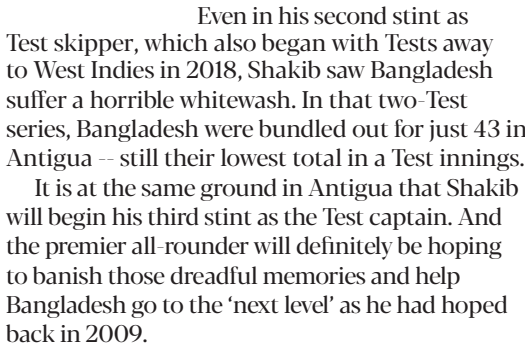 Even in his second stint as
Test skipper, which also began with Tests away
to West Indies in 2018, Shakib saw Bangladesh
suffer a horrible whitewash. In that two-Test
series, Bangladesh were bundled out for just 43 in
Antigua -- still their lowest total in a Test innings.
It is at the same ground in Antigua that Shakib
will begin his third stint as the Test captain. And
the premier all-rounder will definitely be hoping
to banish those dreadful memories and help
Bangladesh go to the ‘next level’ as he had hoped
back in 2009.